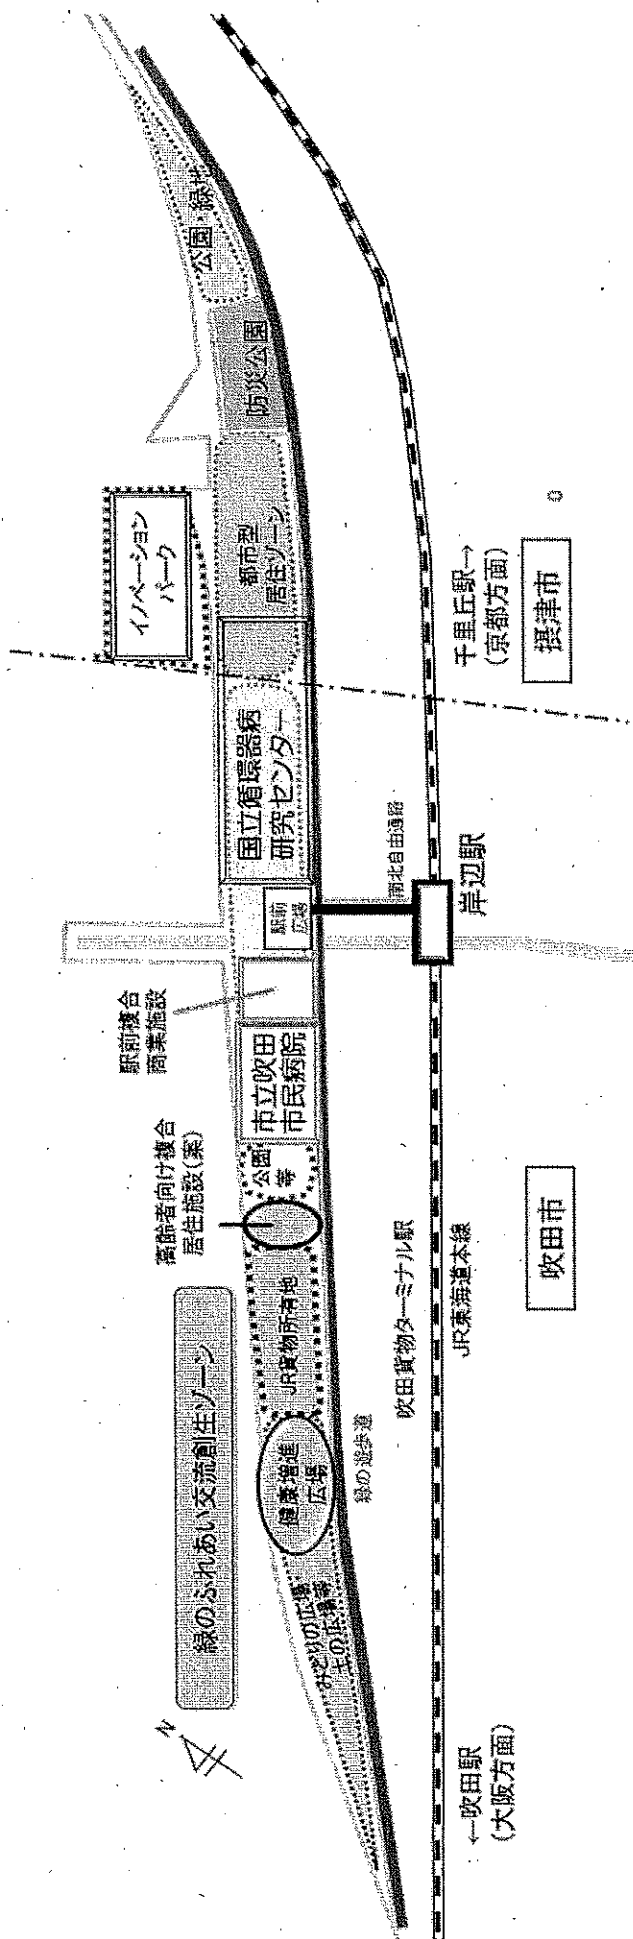 N
緑のふれあい交流創生ゾーン
高齢者向け複合
居住施設(案)
駅前複合
商業施設
イノベーション
パーク
みどりの広場・
土の広場等
健康増進
広場
JR貨物所有地
公園
等
市立吹田
市民病院
駅前
広場
国立循環器病
研究センター
都市型
居住ゾーン
防災公園
公園・緑地
緑の遊歩道
吹田貨物ターミナル駅
南北自由通路
JR東海道本線
岸辺駅
←吹田駅
(大阪方面)
千里丘駅→
(京都方面)
吹田市
摂津市